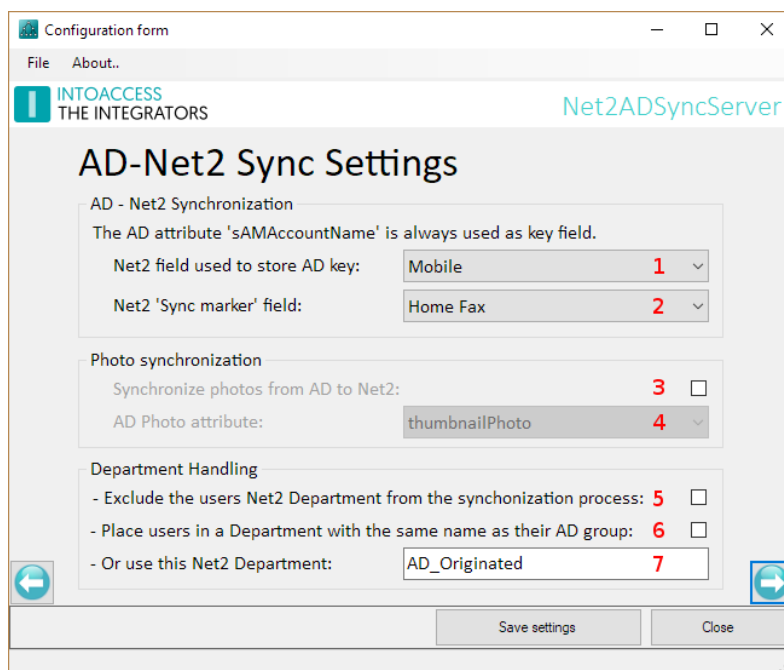 Configuration form
File About..
INTOACCESS
THE INTEGRATORS
Net2ADSyncServer
AD-Net2 Sync Settings
AD - Net2 Synchronization
The AD attribute 'sAMAccountName' is always used as key field.
Net2 field used to store AD key: Mobile 1
Net2 'Sync marker' field: Home Fax 2
Photo synchronization
Synchronize photos from AD to Net2: 3
AD Photo attribute: thumbnailPhoto 4
Department Handling
- Exclude the users Net2 Department from the synchonization process: 5
- Place users in a Department with the same name as their AD group: 6
- Or use this Net2 Department: AD_Originated 7
Save settings Close